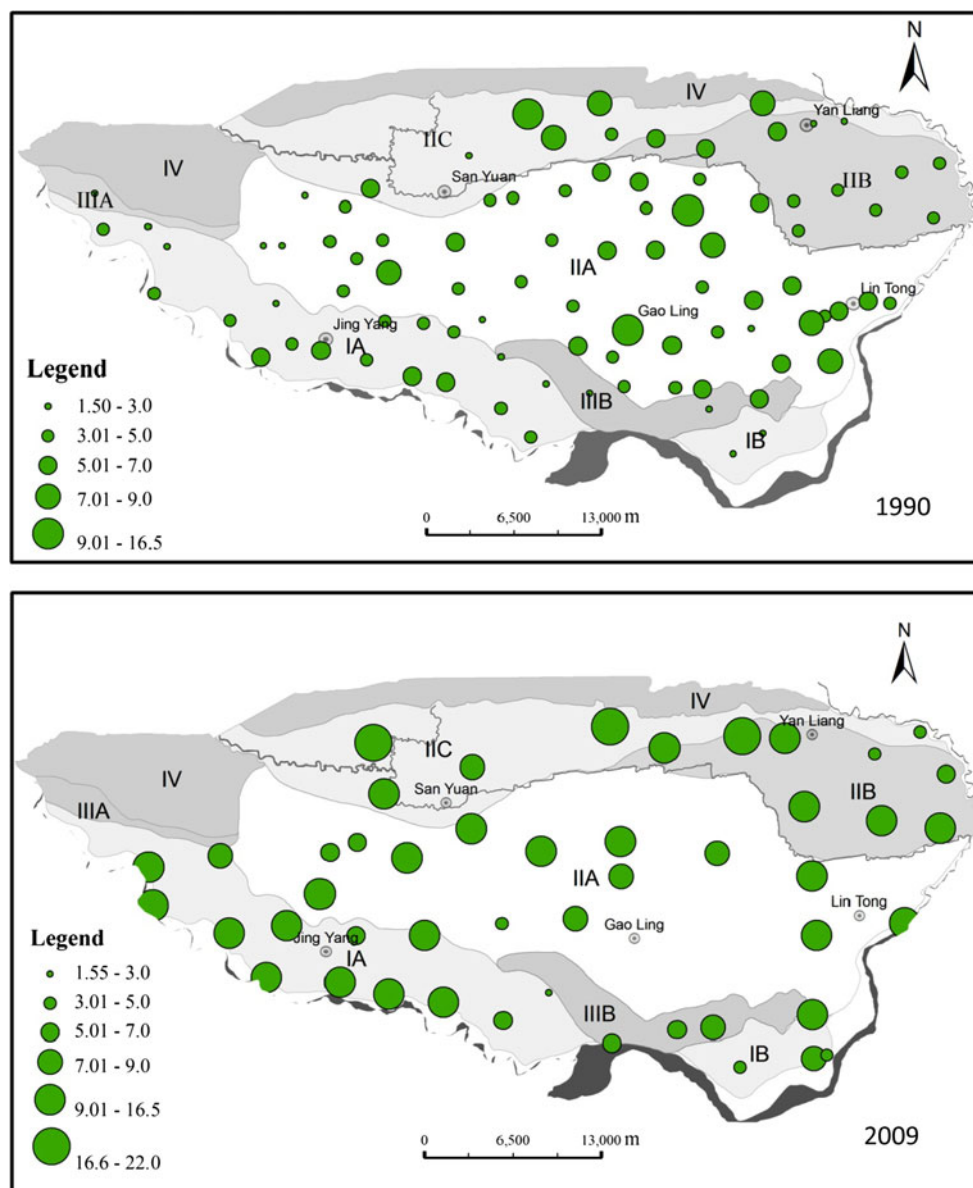 N
IV
Yan Liang
IIC
IV
San Yuan
IIB
IIIA
IIA
Lin Tong
Gao Ling
Jing Yang
IA
Legend
1.50 - 3.0
3.01 - 5.0
5.01 - 7.0
7.01 - 9.0
9.01 - 16.5
IIIB
IB
0 6,500 13,000 m
1990
N
IV
Yan Liang
IIC
IV
San Yuan
IIB
IIIA
IIA
Lin Tong
Gao Ling
Jing Yang
IA
Legend
1.55 - 3.0
3.01 - 5.0
5.01 - 7.0
7.01 - 9.0
9.01 - 16.5
16.6 - 22.0
IIIB
IB
0 6,500 13,000 m
2009